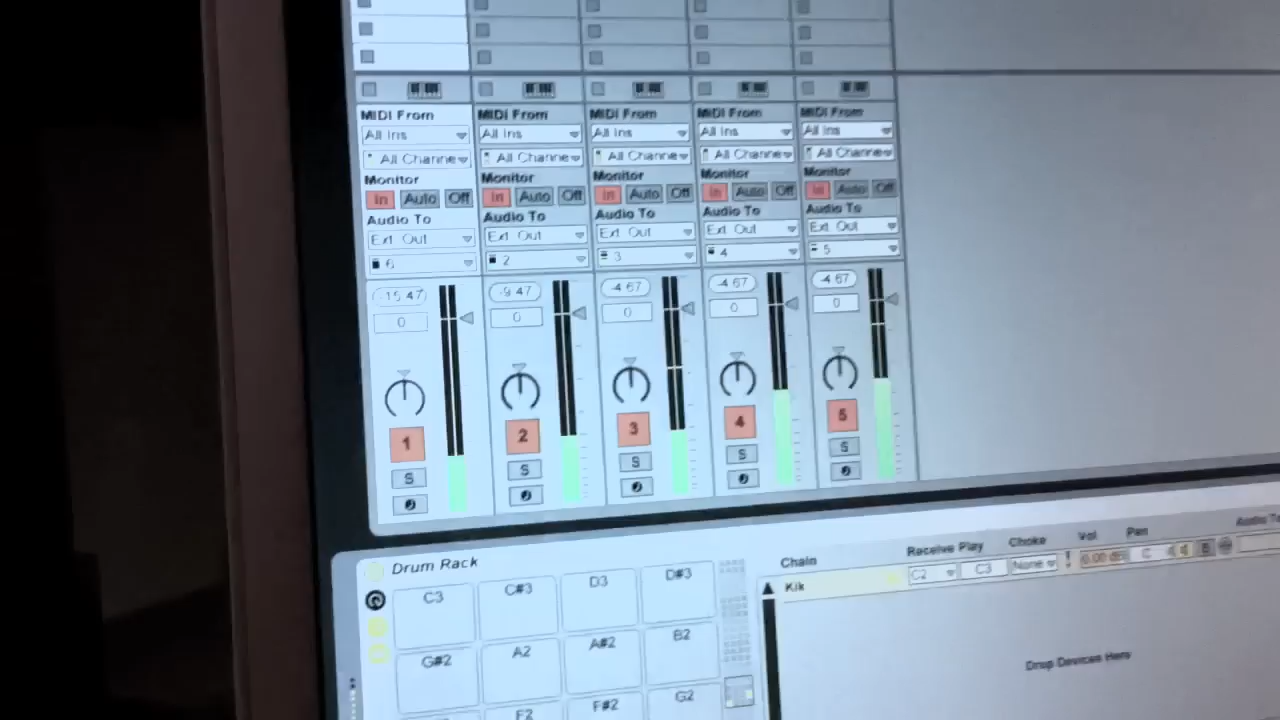 MIDI From MIDI From MIDI From MIDI From MIDI From
All Ins All Ins All Ins All Ins All Ins
All Channe All Channe All Channe All Channe All Channe
Monitor Monitor Monitor Monitor Monitor
In Auto Off In Auto Off In Auto Off In Auto Off In Auto Off
Audio To Audio To Audio To Audio To Audio To
Ext Out Ext Out Ext Out Ext Out Ext Out
6 2 3 4 5
-15.47 -9.47 -4.67 -4.67 -4.67
0 0 0 0 0
1 2 3 4 5
S S S S S
Drum Rack
C3 C#3 D3 D#3
G#2 A2 A#2 B2
F2 F#2 G2
Chain Receive Play Choke Vol Pan
Kik C2 C3 None 0.00 dB C S
Drop Devices Here